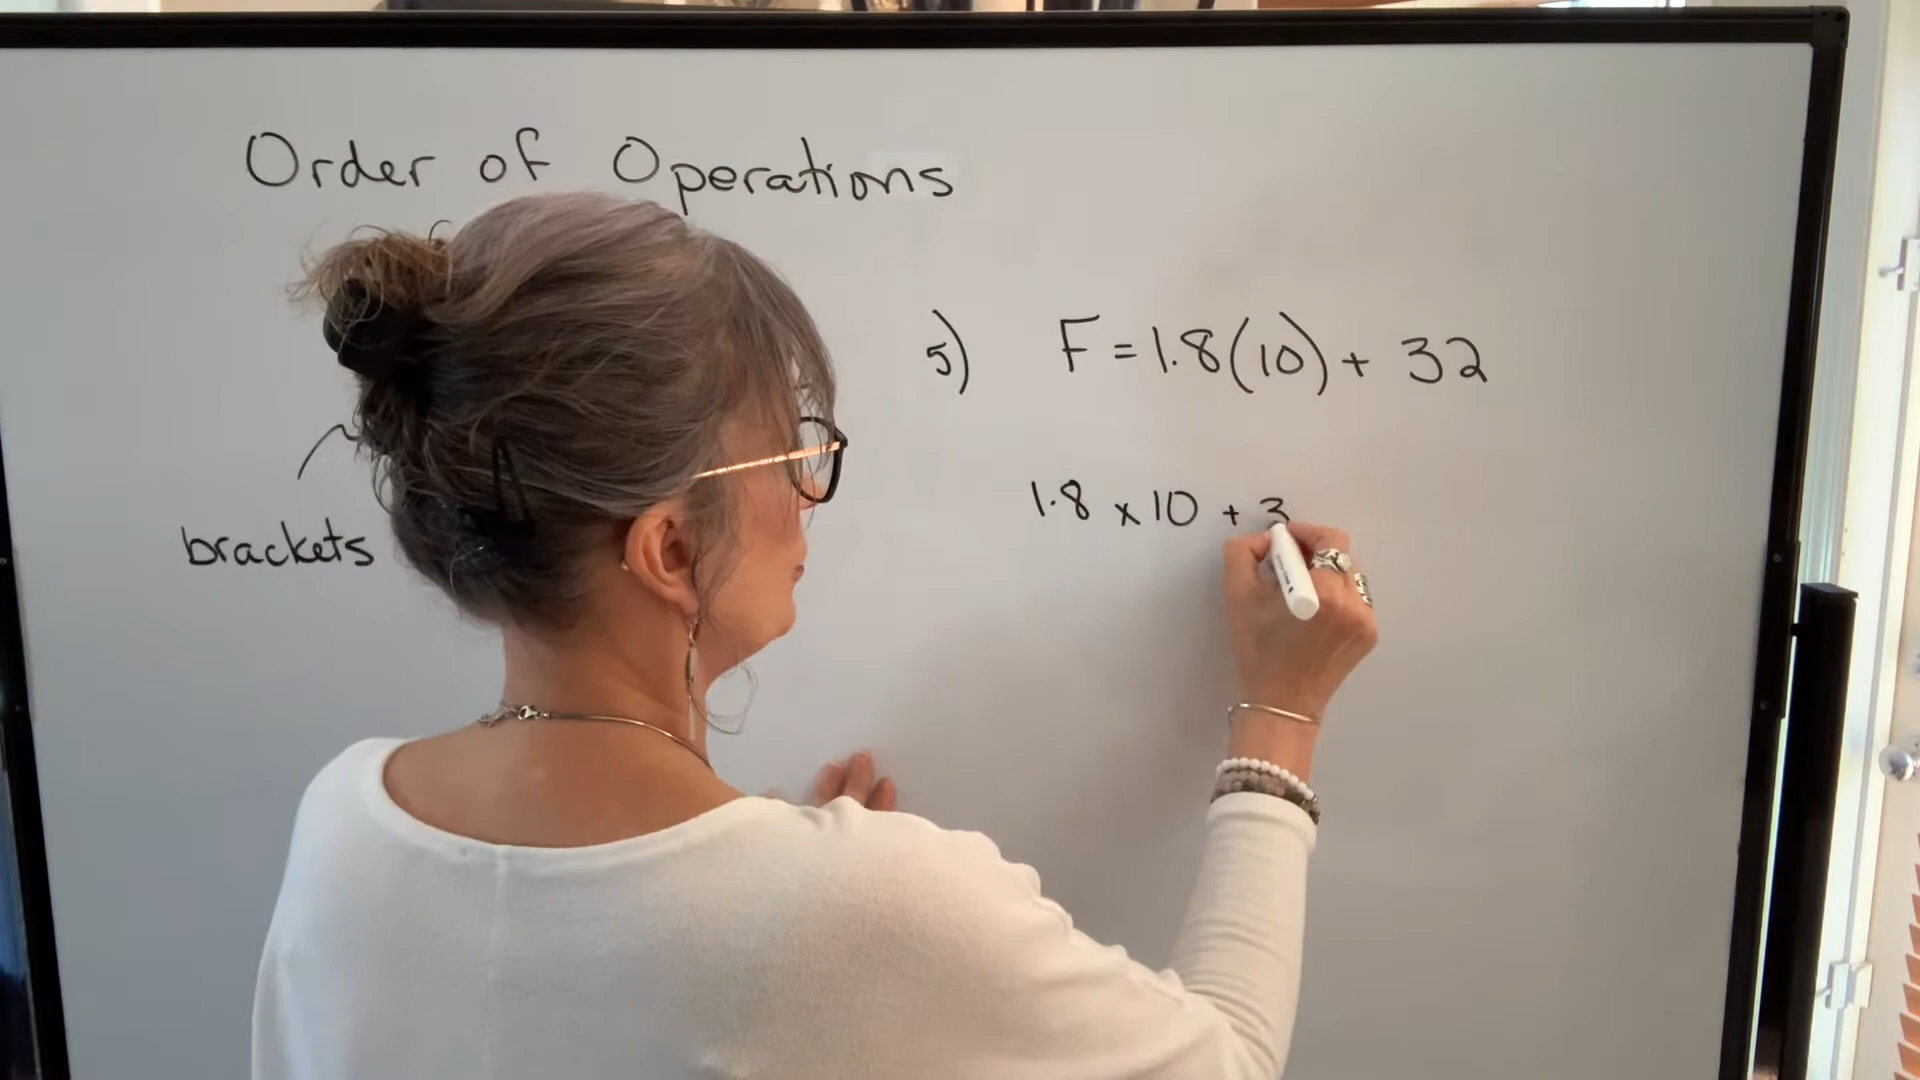 Order of Operations
5) F = 1.8(10) + 32
1.8 x 10 + 3
brackets